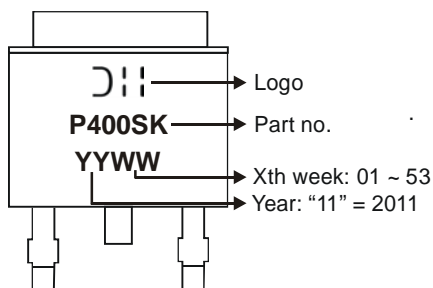 Logo
P400SK
Part no.
.
YYWW
Xth week: 01 ~ 53
Year: “11” = 2011